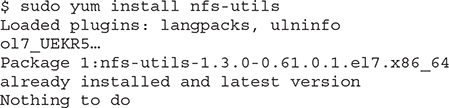 $ sudo yum install nfs-utils
Loaded plugins: langpacks, ulninfo
ol7_UEKR5…
Package 1:nfs-utils-1.3.0-0.61.0.1.el7.x86_64
already installed and latest version
Nothing to do